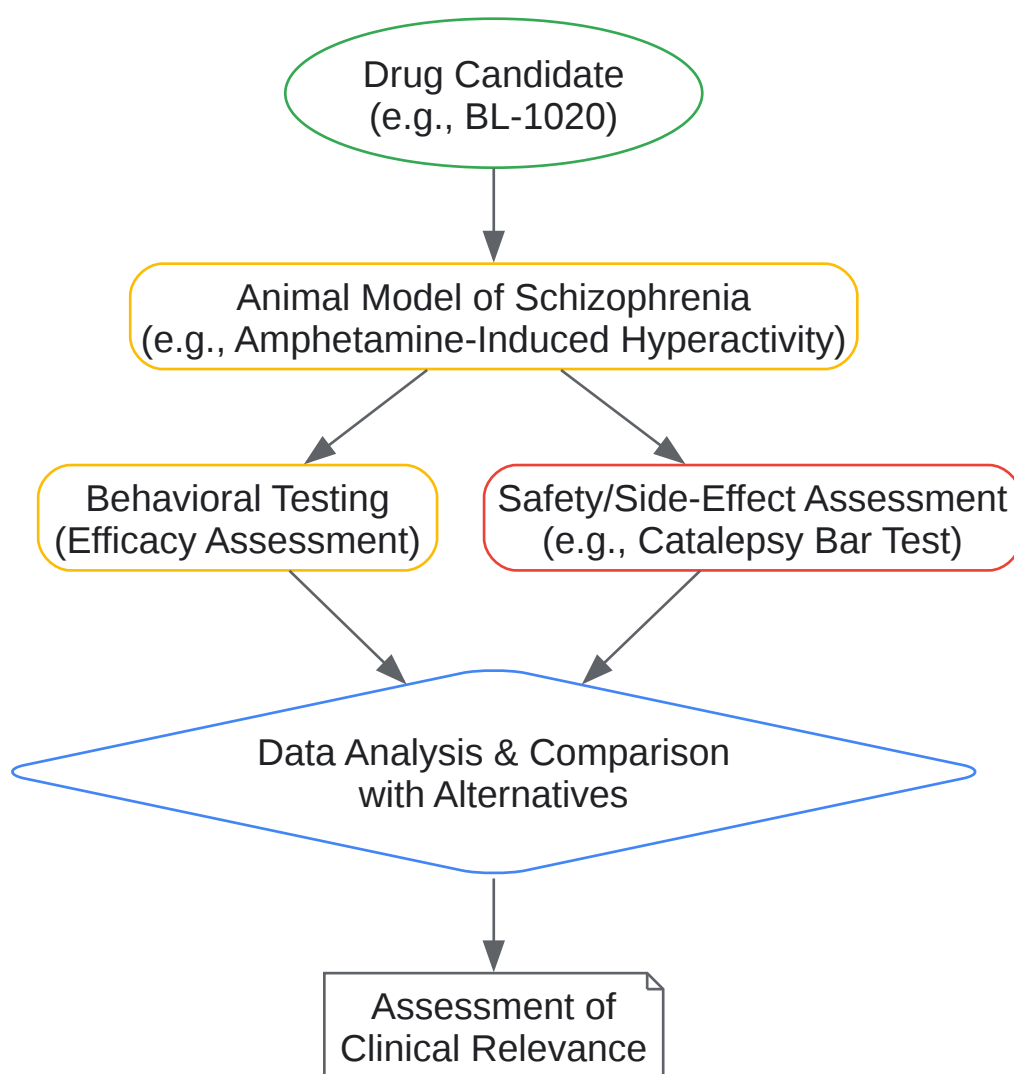 Drug Candidate
(e.g., BL-1020)
Animal Model of Schizophrenia
(e.g., Amphetamine-Induced Hyperactivity)
Behavioral Testing
(Efficacy Assessment)
Safety/Side-Effect Assessment
(e.g., Catalepsy Bar Test)
Data Analysis & Comparison
with Alternatives
Assessment of
Clinical Relevance